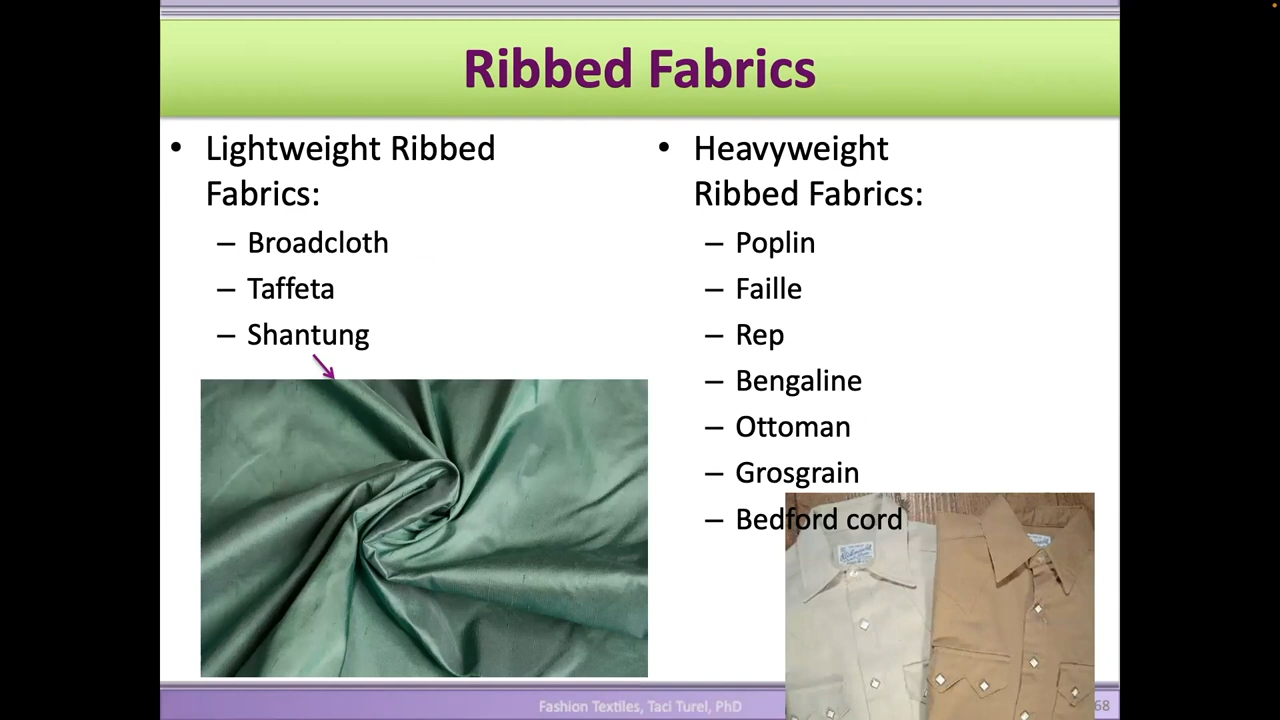 Ribbed Fabrics
• Lightweight Ribbed
Fabrics:
– Broadcloth
– Taffeta
– Shantung
• Heavyweight
Ribbed Fabrics:
– Poplin
– Faille
– Rep
– Bengaline
– Ottoman
– Grosgrain
– Bedford cord
Fashion Textiles, Taci Turel, PhD
68